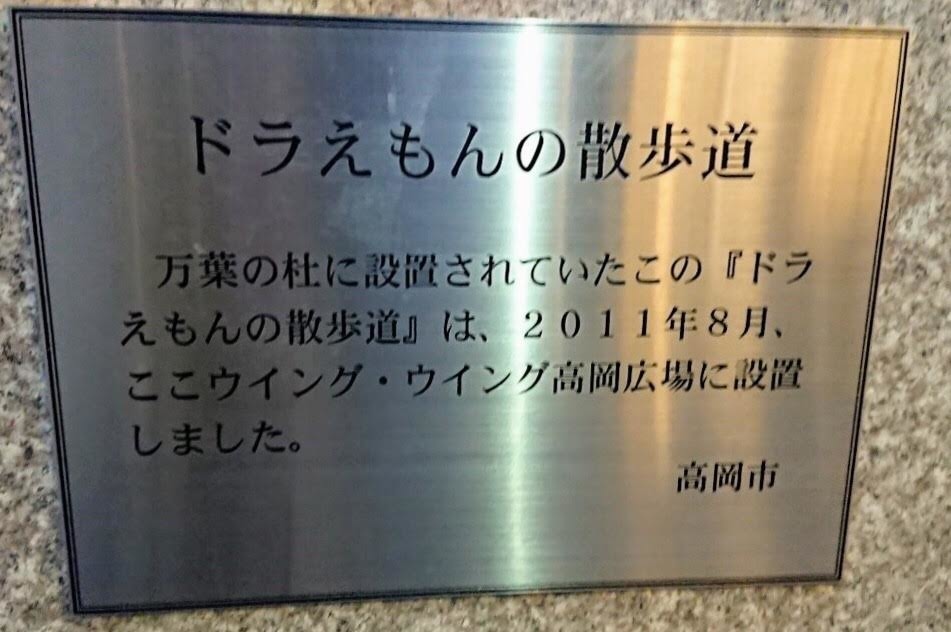 ドラえもんの散歩道
万葉の杜に設置されていたこの『ドラ
えもんの散歩道』は、２０１１年８月、
ここウイング・ウイング高岡広場に設置
しました。
高岡市